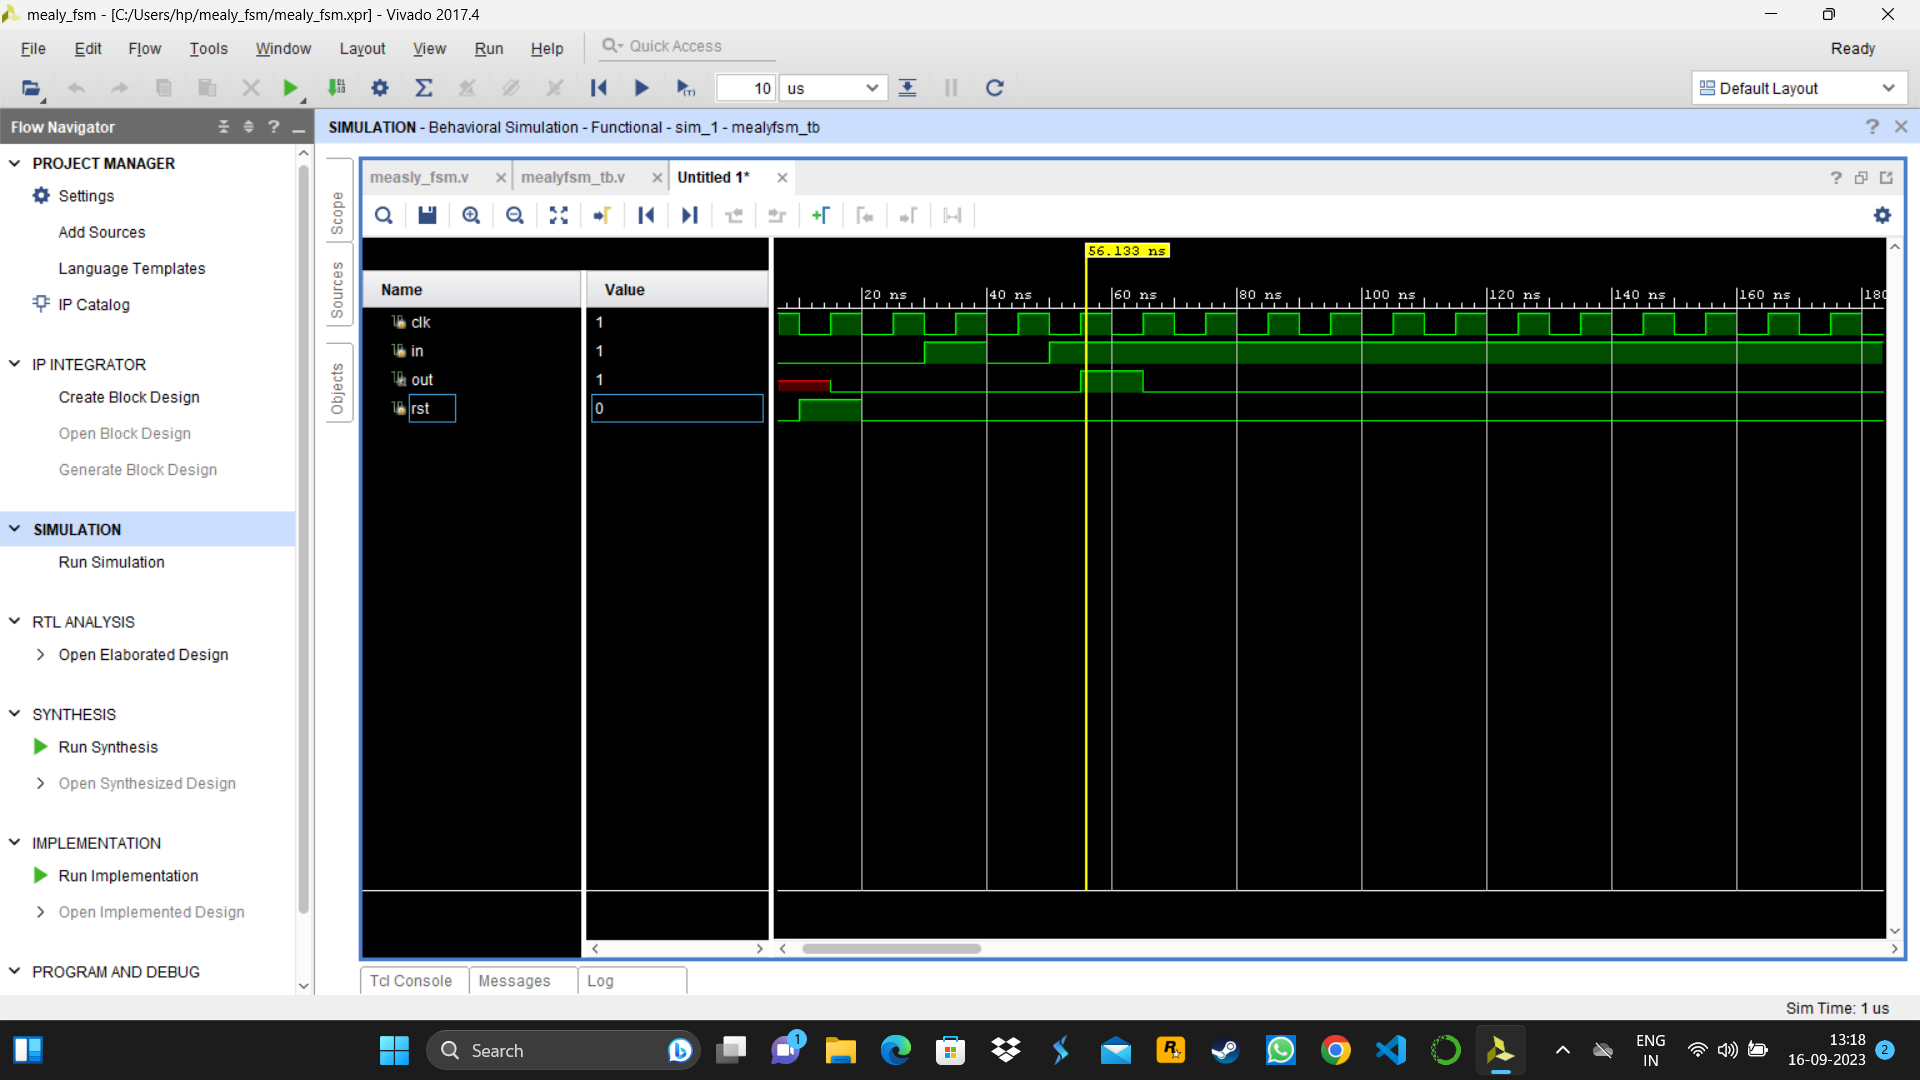 mealy_fsm - [C:/Users/hp/mealy_fsm/mealy_fsm.xpr] - Vivado 2017.4
File Edit Flow Tools Window Layout View Run Help Quick Access Ready
10 us Default Layout
Flow Navigator
SIMULATION - Behavioral Simulation - Functional - sim_1 - mealyfsm_tb
PROJECT MANAGER
Settings
Add Sources
Language Templates
IP Catalog
IP INTEGRATOR
Create Block Design
Open Block Design
Generate Block Design
SIMULATION
Run Simulation
RTL ANALYSIS
Open Elaborated Design
SYNTHESIS
Run Synthesis
Open Synthesized Design
IMPLEMENTATION
Run Implementation
Open Implemented Design
PROGRAM AND DEBUG
Scope
Sources
Objects
measly_fsm.v mealyfsm_tb.v Untitled 1*
56.133 ns
Name Value
20 ns 40 ns 60 ns 80 ns 100 ns 120 ns 140 ns 160 ns 180
clk 1
in 1
out 1
rst 0
Tcl Console Messages Log
Sim Time: 1 us
Search
1
ENG
IN
13:18
16-09-2023
2